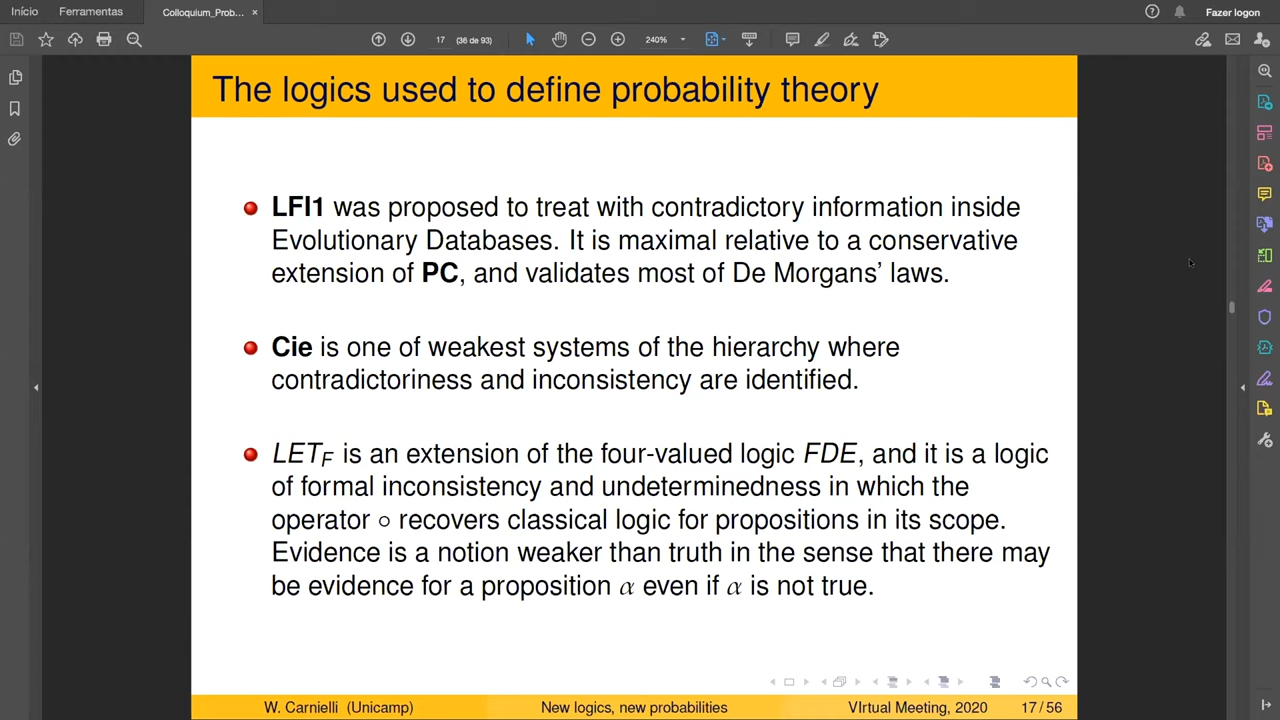 Início Ferramentas Colloquium_Prob... × Fazer logon
17 (36 de 93) 240%
The logics used to define probability theory
LFI1 was proposed to treat with contradictory information inside
Evolutionary Databases. It is maximal relative to a conservative
extension of PC, and validates most of De Morgans’ laws.
Cie is one of weakest systems of the hierarchy where
contradictoriness and inconsistency are identified.
LET_F is an extension of the four-valued logic FDE, and it is a logic
of formal inconsistency and undeterminedness in which the
operator ○ recovers classical logic for propositions in its scope.
Evidence is a notion weaker than truth in the sense that there may
be evidence for a proposition α even if α is not true.
W. Carnielli (Unicamp) New logics, new probabilities VIrtual Meeting, 2020 17 / 56